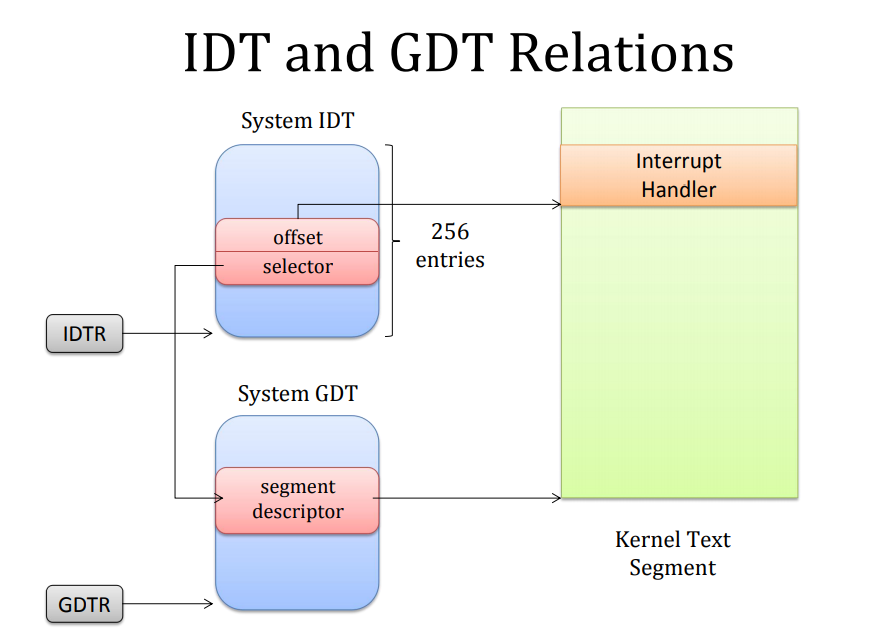 IDT and GDT Relations
System IDT
Interrupt
Handler
offset
selector
256
entries
IDTR
System GDT
segment
descriptor
Kernel Text
Segment
GDTR